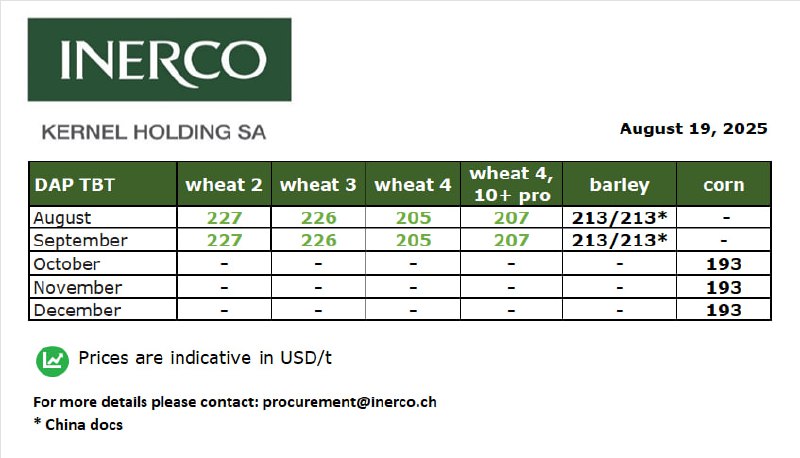 INERCO
KERNEL HOLDING SA
August 19, 2025
DAP TBT wheat 2 wheat 3 wheat 4 wheat 4, 10+ pro barley corn
August 227 226 205 207 213/213* -
September 227 226 205 207 213/213* -
October - - - - - 193
November - - - - - 193
December - - - - - 193
Prices are indicative in USD/t
For more details please contact: procurement@inerco.ch
* China docs